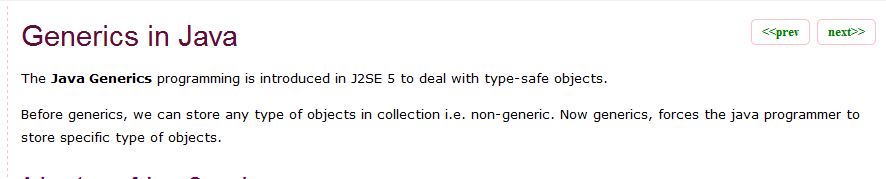 Generics in Java
<<prev next>>
The Java Generics programming is introduced in J2SE 5 to deal with type-safe objects.
Before generics, we can store any type of objects in collection i.e. non-generic. Now generics, forces the java programmer to
store specific type of objects.